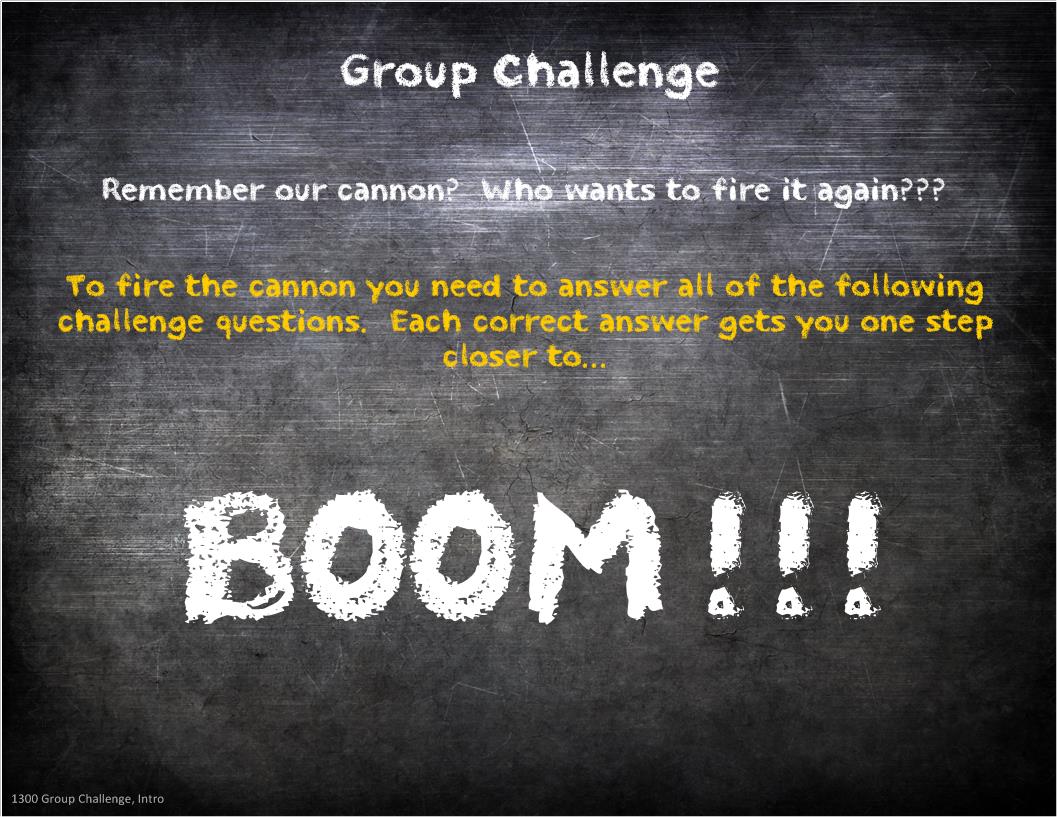 Group Challenge
Remember our cannon?  Who wants to fire it again???
To fire the cannon you need to answer all of the following
challenge questions.  Each correct answer gets you one step
closer to...
BOOM!!!
1300 Group Challenge, Intro